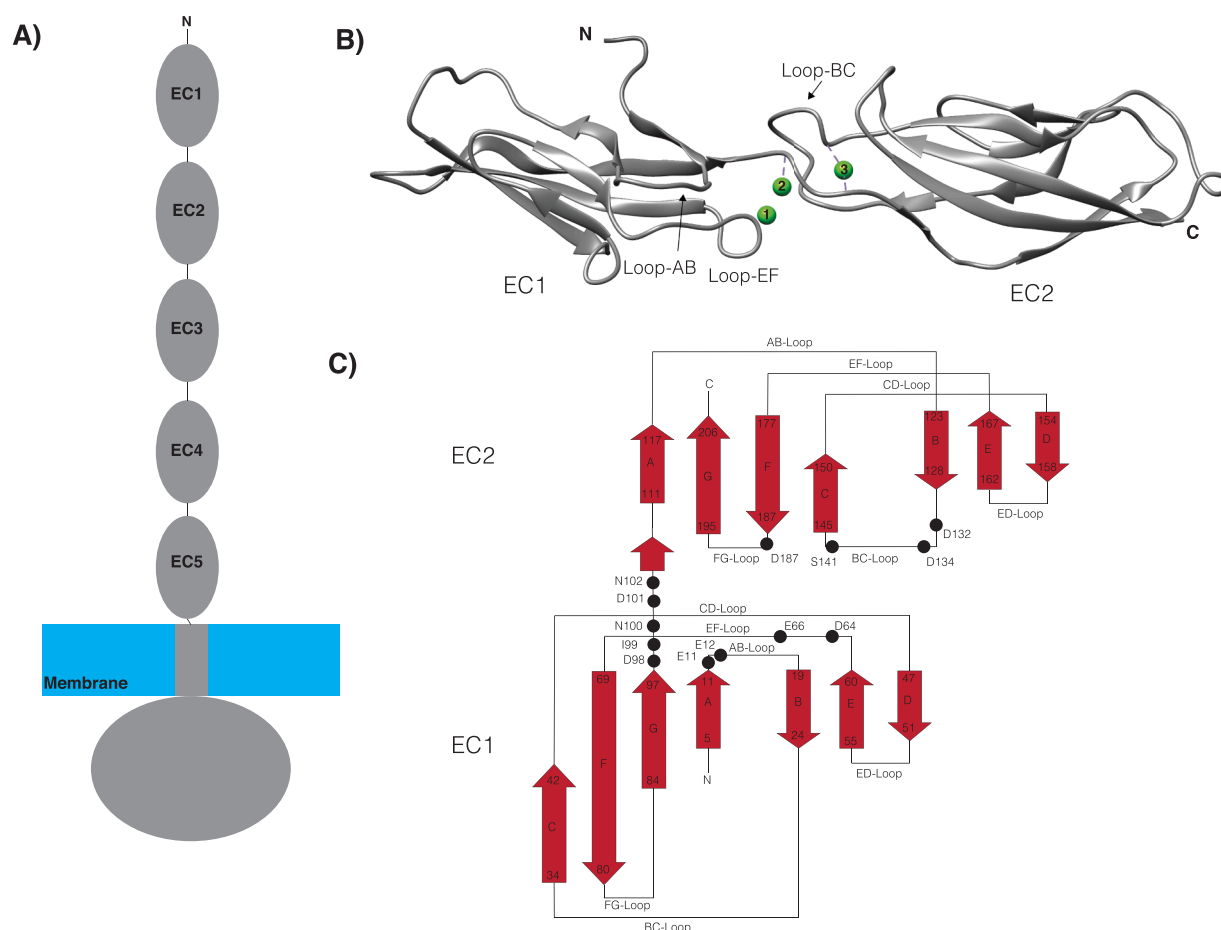 A)
N
EC1
EC2
EC3
EC4
EC5
Membrane
B)
N
Loop-BC
1
2
3
Loop-AB
Loop-EF
EC1
EC2
C
C)
AB-Loop
EF-Loop
CD-Loop
C
EC2
117
A
111
206
G
195
177
F
187
150
C
145
123
B
128
167
E
162
154
D
158
ED-Loop
FG-Loop
D187
S141
BC-Loop
D134
D132
N102
D101
N100
I99
D98
CD-Loop
EF-Loop
E66
D64
E12
E11
AB-Loop
EC1
42
C
34
69
F
80
97
G
84
11
A
5
N
19
B
24
60
E
55
47
D
51
ED-Loop
FG-Loop
BC-Loop